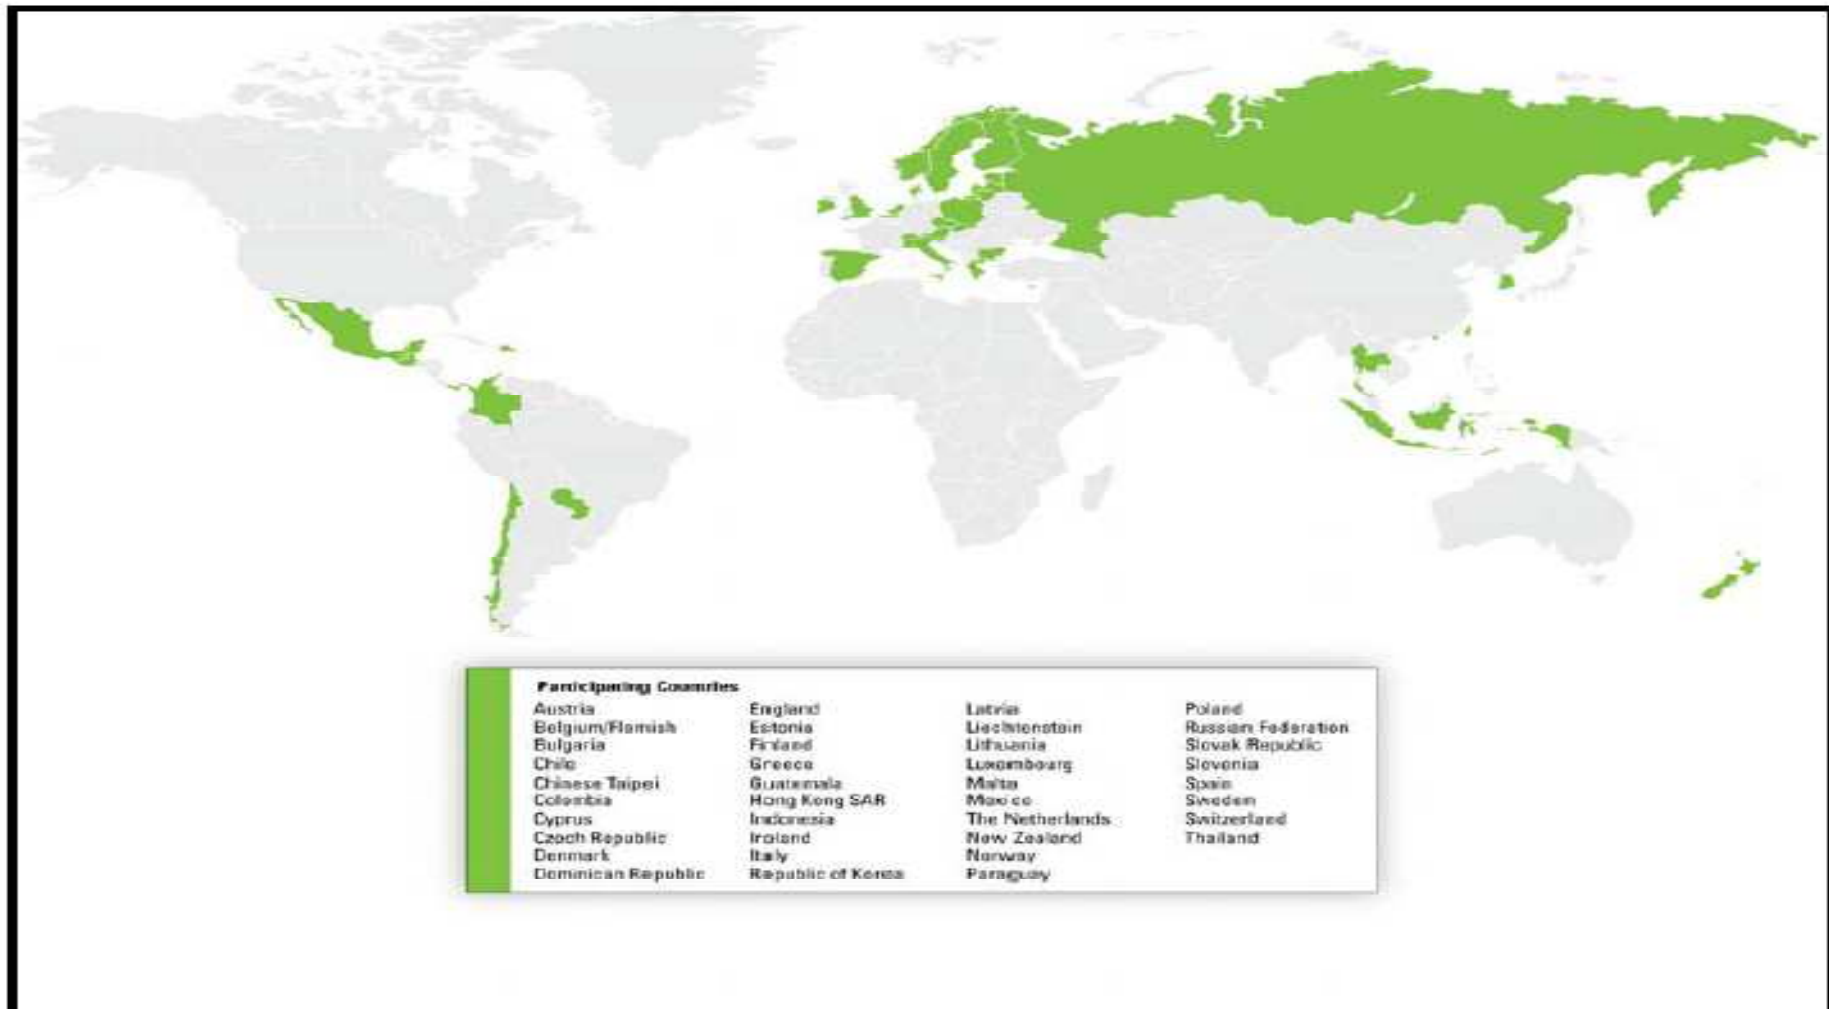 Participating Countries
Austria
Belgium/Flemish
Bulgaria
Chile
Chinese Taipei
Colombia
Cyprus
Czech Republic
Denmark
Dominican Republic
England
Estonia
Finland
Greece
Guatemala
Hong Kong SAR
Indonesia
Ireland
Italy
Republic of Korea
Latvia
Liechtenstein
Lithuania
Luxembourg
Malta
Mexico
The Netherlands
New Zealand
Norway
Paraguay
Poland
Russian Federation
Slovak Republic
Slovenia
Spain
Sweden
Switzerland
Thailand